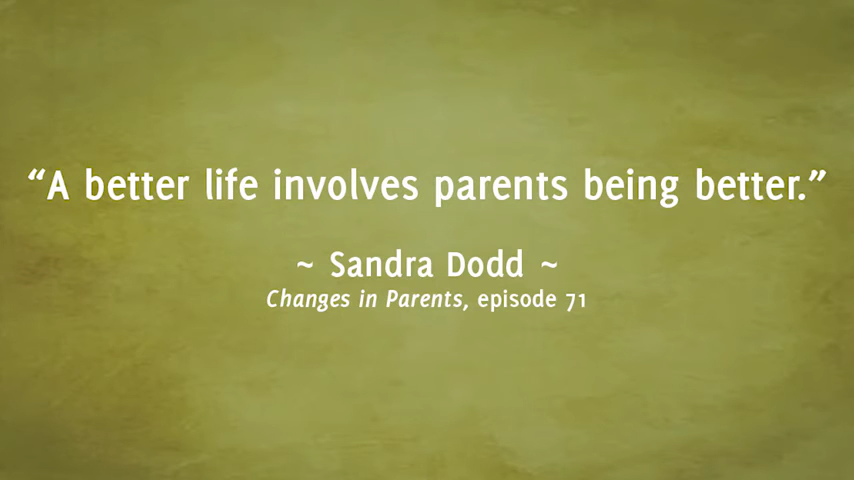 “A better life involves parents being better.”
~ Sandra Dodd ~
Changes in Parents, episode 71